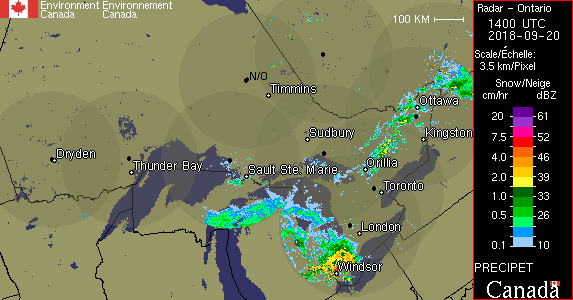 Environment Environnement
Canada Canada
100 KM
N/O
Timmins
Ottawa
Sudbury
Kingston
Dryden
Thunder Bay
Sault Ste. Marie
Orillia
Toronto
London
Windsor
Radar - Ontario
1400 UTC
2018-09-20
Scale/Échelle:
3.5 km/Pixel
Snow/Neige
cm/hr dBZ
20 61
7.5 52
4.0 46
2.0 39
1.0 33
0.5 26
0.1 10
PRECIPET
Canada